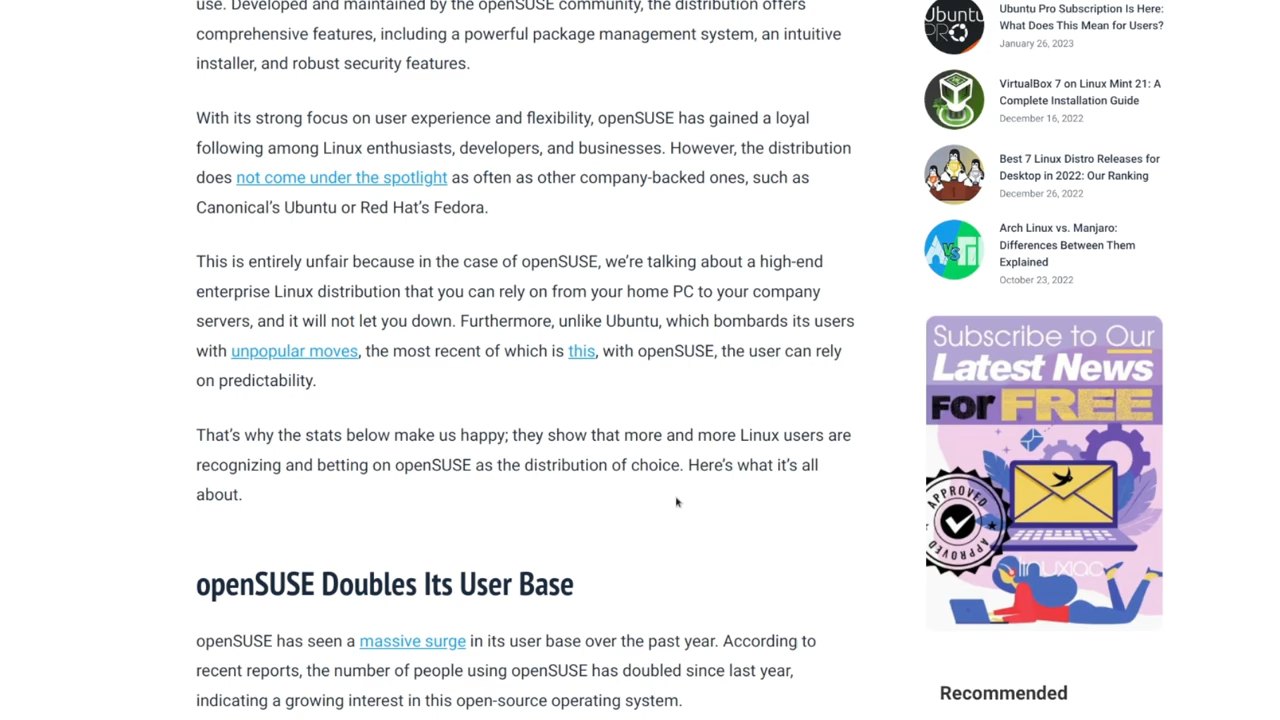 use. Developed and maintained by the openSUSE community, the distribution offers
comprehensive features, including a powerful package management system, an intuitive
installer, and robust security features.
With its strong focus on user experience and flexibility, openSUSE has gained a loyal
following among Linux enthusiasts, developers, and businesses. However, the distribution
does not come under the spotlight as often as other company-backed ones, such as
Canonical's Ubuntu or Red Hat's Fedora.
This is entirely unfair because in the case of openSUSE, we're talking about a high-end
enterprise Linux distribution that you can rely on from your home PC to your company
servers, and it will not let you down. Furthermore, unlike Ubuntu, which bombards its users
with unpopular moves, the most recent of which is this, with openSUSE, the user can rely
on predictability.
That's why the stats below make us happy; they show that more and more Linux users are
recognizing and betting on openSUSE as the distribution of choice. Here's what it's all
about.
openSUSE Doubles Its User Base
openSUSE has seen a massive surge in its user base over the past year. According to
recent reports, the number of people using openSUSE has doubled since last year,
indicating a growing interest in this open-source operating system.
Ubuntu
PRO
Ubuntu Pro Subscription Is Here:
What Does This Mean for Users?
January 26, 2023
VirtualBox 7 on Linux Mint 21: A
Complete Installation Guide
December 16, 2022
Best 7 Linux Distro Releases for
Desktop in 2022: Our Ranking
December 26, 2022
VS
Arch Linux vs. Manjaro:
Differences Between Them
Explained
October 23, 2022
Subscribe to Our
Latest News
FOR FREE
APPROVED
APPROVED
linuxiac
Recommended